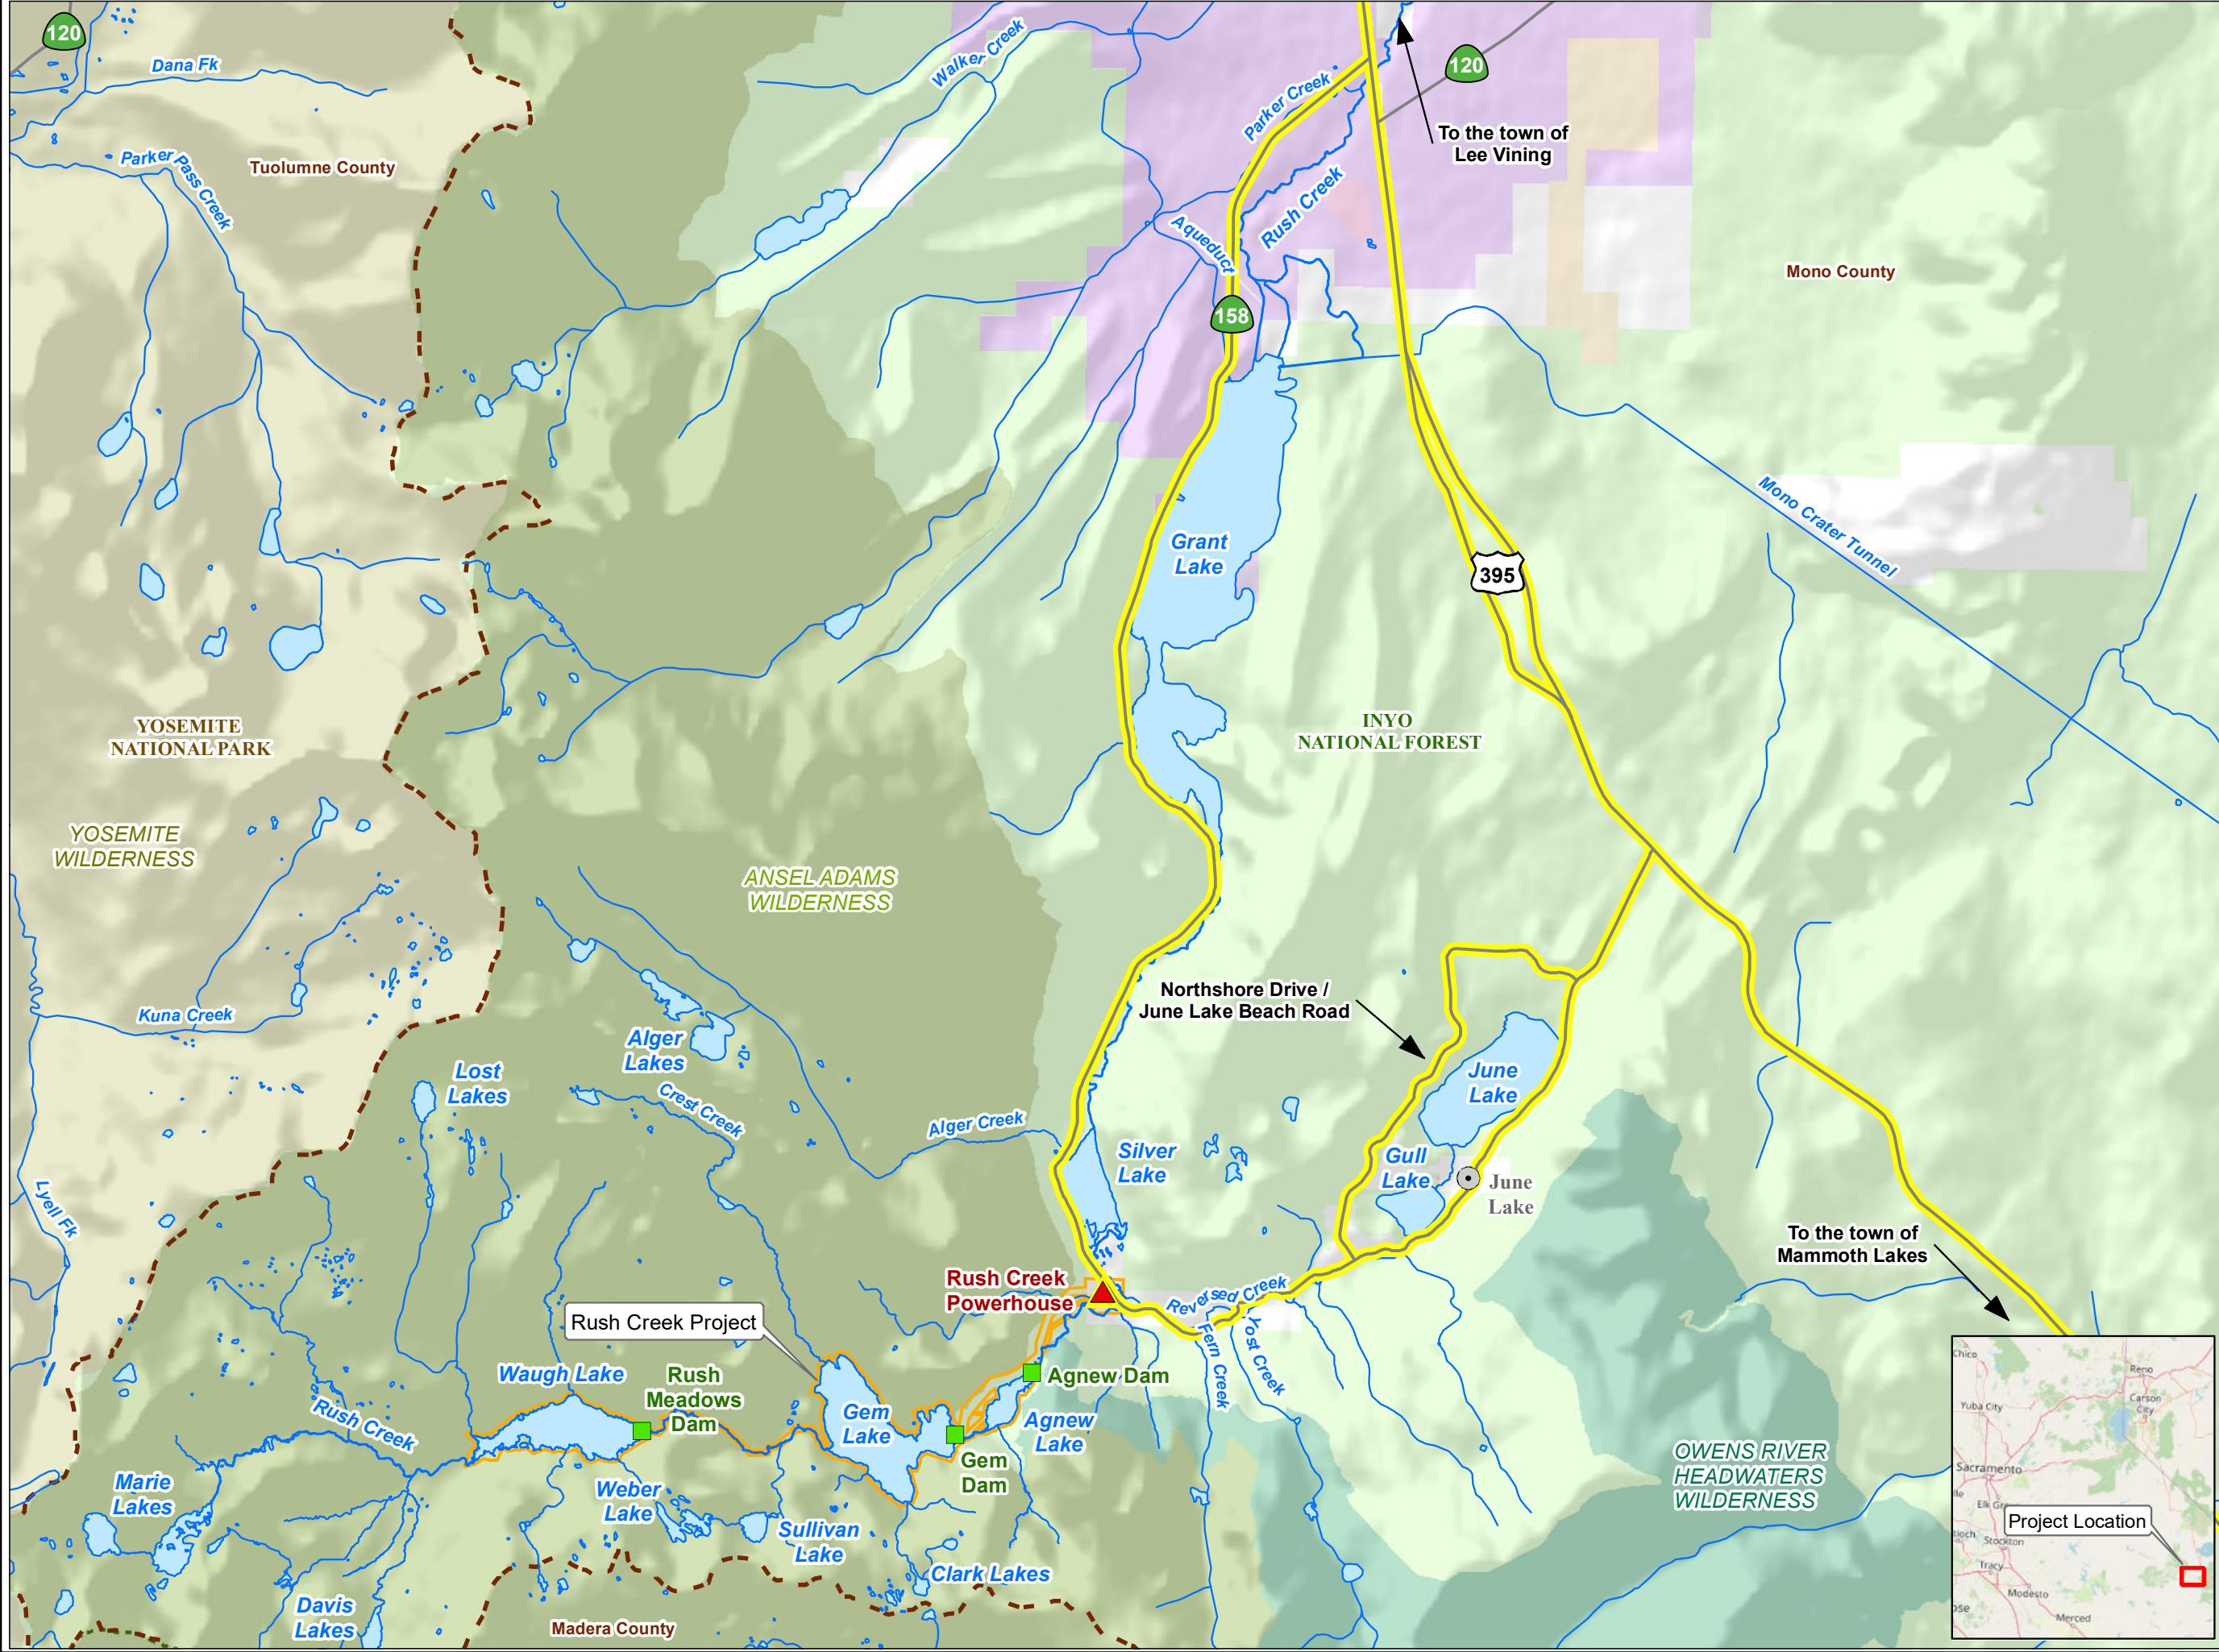 120
Dana Fk
Walker Creek
Parker Creek
120
To the town of
Lee Vining
Parker Pass Creek
Tuolumne County
Rush Creek
Aqueduct
Mono County
158
Mono Crater Tunnel
Grant
Lake
395
YOSEMITE
NATIONAL PARK
INYO
NATIONAL FOREST
YOSEMITE
WILDERNESS
ANSEL ADAMS
WILDERNESS
Northshore Drive /
June Lake Beach Road
Kuna Creek
Alger
Lakes
Lost
Lakes
Crest Creek
Alger Creek
June
Lake
Silver
Lake
Gull
Lake
June
Lake
Lyell Fk
To the town of
Mammoth Lakes
Rush Creek
Powerhouse
Reversed Creek
Rush Creek Project
Fern Creek
Yost Creek
Waugh Lake
Rush
Meadows
Dam
Agnew Dam
Rush Creek
Gem
Lake
Agnew
Lake
Gem
Dam
Marie
Lakes
Weber
Lake
Sullivan
Lake
Clark Lakes
Davis
Lakes
Madera County
OWENS RIVER
HEADWATERS
WILDERNESS
Chico
Reno
Carson
City
Yuba City
Sacramento
Elk
Project Location
Stockton
Tracy
Modesto
Merced